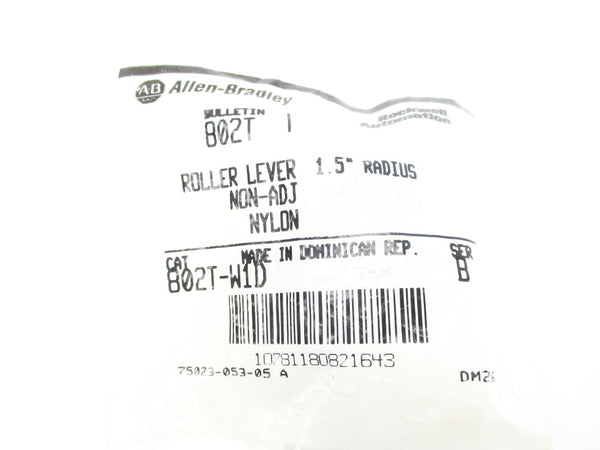 AB Allen-Bradley
Rockwell Automation
BULLETIN
802T
ROLLER LEVER 1.5" RADIUS
NON-ADJ
NYLON
MADE IN DOMINICAN REP.
CAT SER
802T-W1D B
10781180821643
75023-053-05 A DM26